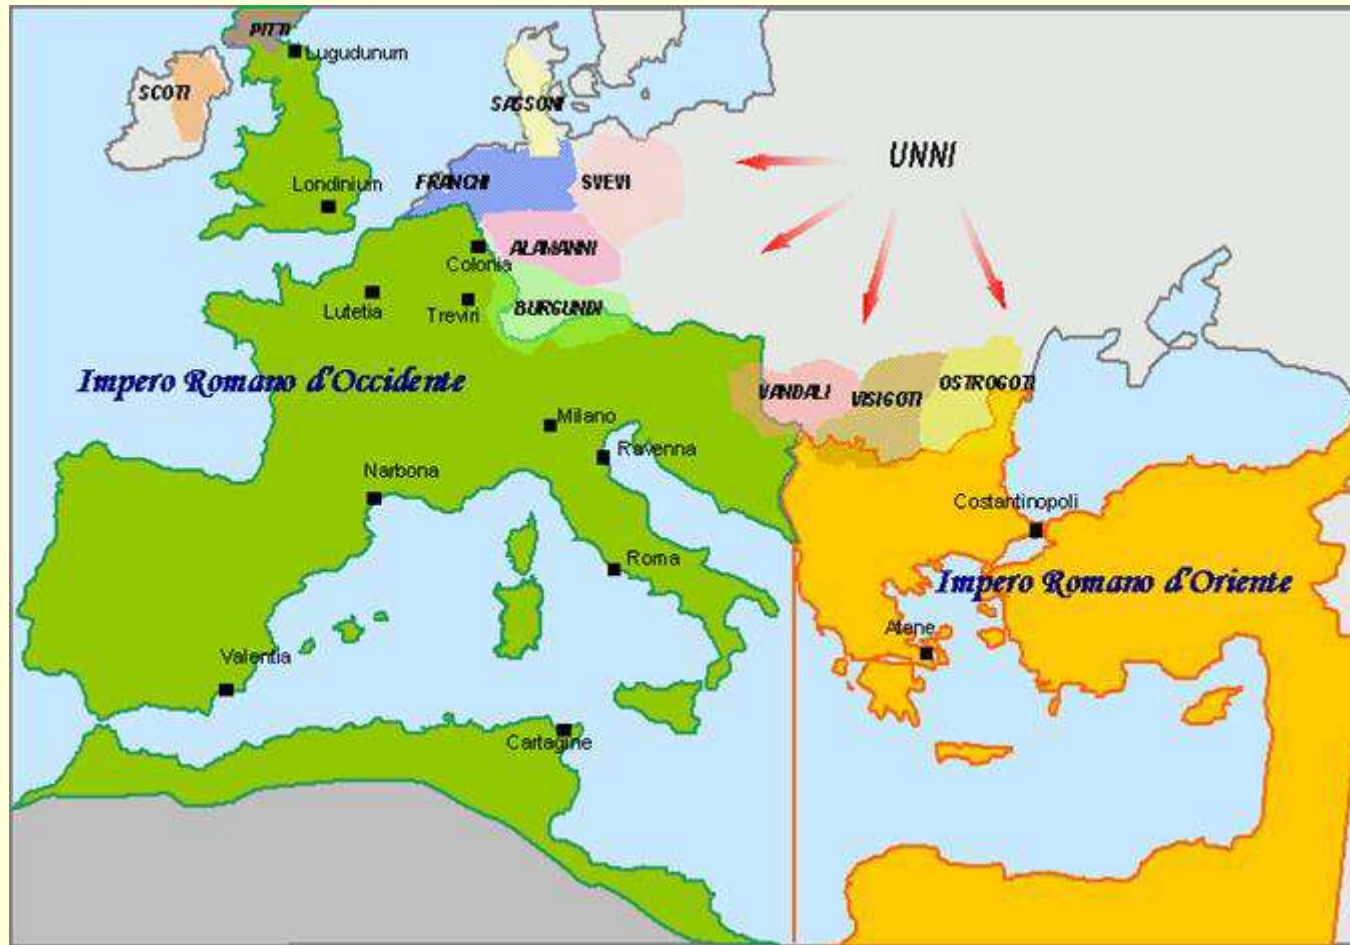 PITTI
Lugudunum
SCOTI
SASSONI
UNNI
Londinium
FRANCHI
SVEVI
ALAMANNI
Colonia
Lutetia
Treviri
BURGUNDI
Impero Romano d'Occidente
VANDALI
VISIGOTI
OSTROGOTI
Milano
Ravenna
Narbona
Costantinopoli
Roma
Impero Romano d'Oriente
Atene
Valentia
Cartagine